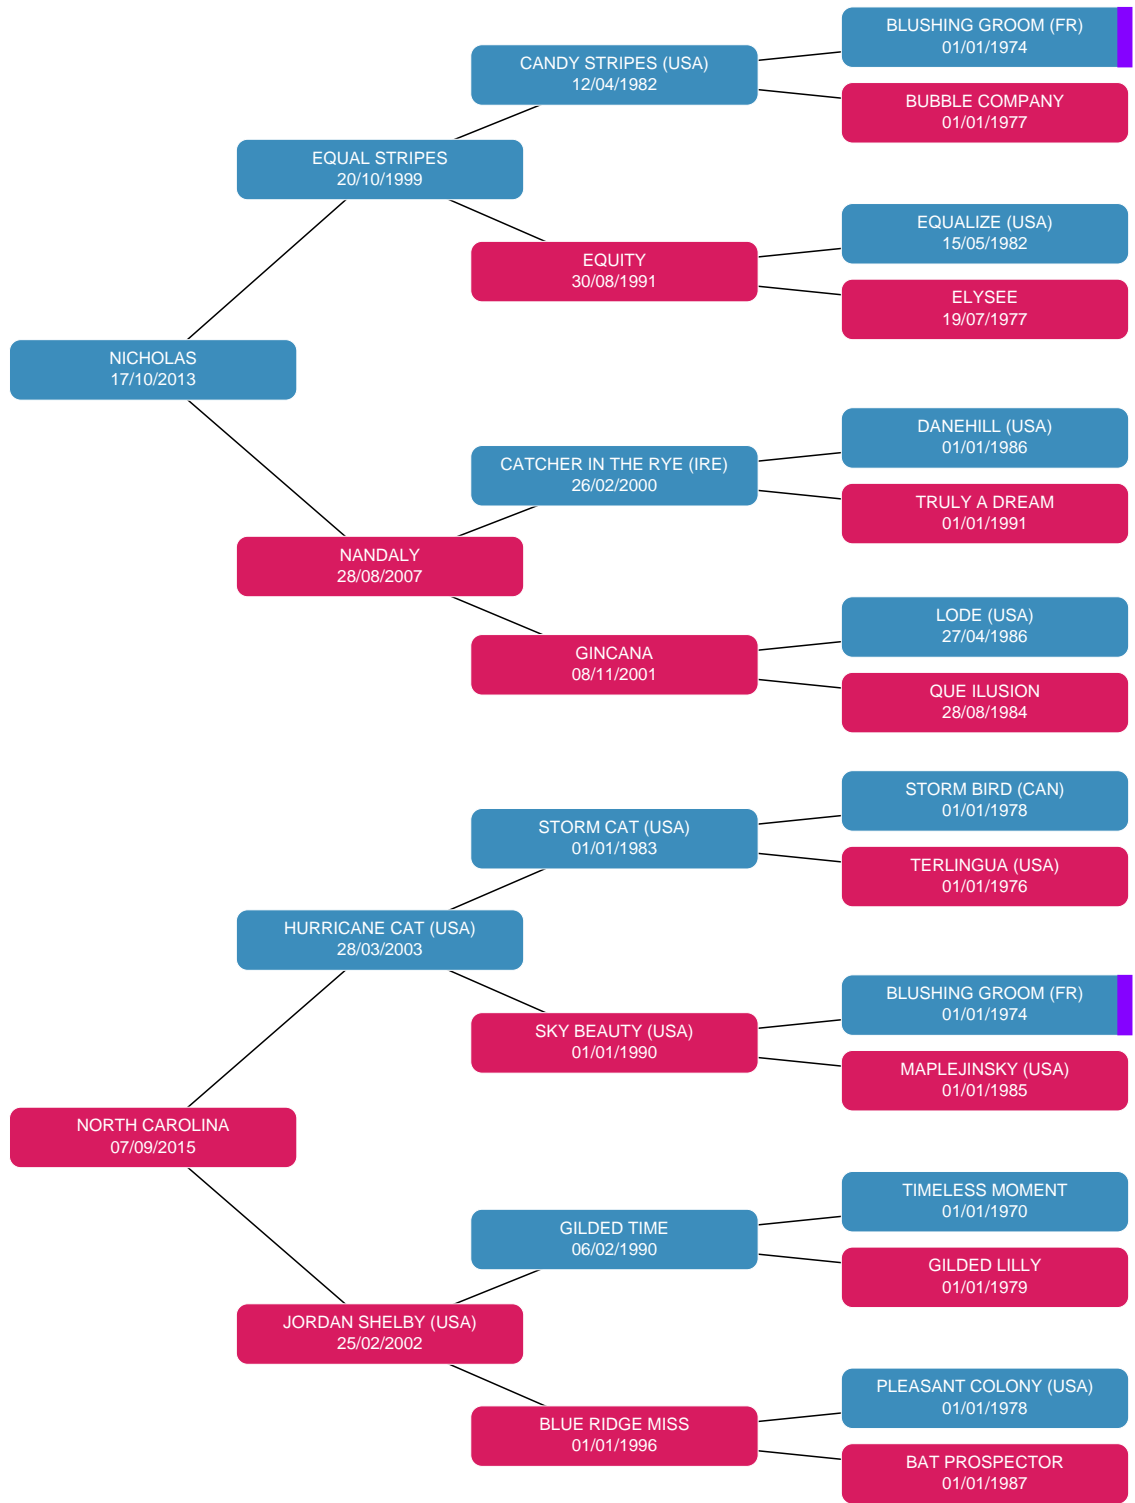 BLUSHING GROOM (FR)
01/01/1974
CANDY STRIPES (USA)
12/04/1982
BUBBLE COMPANY
01/01/1977
EQUAL STRIPES
20/10/1999
EQUALIZE (USA)
15/05/1982
EQUITY
30/08/1991
ELYSEE
19/07/1977
NICHOLAS
17/10/2013
DANEHILL (USA)
01/01/1986
CATCHER IN THE RYE (IRE)
26/02/2000
TRULY A DREAM
01/01/1991
NANDALY
28/08/2007
LODE (USA)
27/04/1986
GINCANA
08/11/2001
QUE ILUSION
28/08/1984
STORM BIRD (CAN)
01/01/1978
STORM CAT (USA)
01/01/1983
TERLINGUA (USA)
01/01/1976
HURRICANE CAT (USA)
28/03/2003
BLUSHING GROOM (FR)
01/01/1974
SKY BEAUTY (USA)
01/01/1990
MAPLEJINSKY (USA)
01/01/1985
NORTH CAROLINA
07/09/2015
TIMELESS MOMENT
01/01/1970
GILDED TIME
06/02/1990
GILDED LILLY
01/01/1979
JORDAN SHELBY (USA)
25/02/2002
PLEASANT COLONY (USA)
01/01/1978
BLUE RIDGE MISS
01/01/1996
BAT PROSPECTOR
01/01/1987